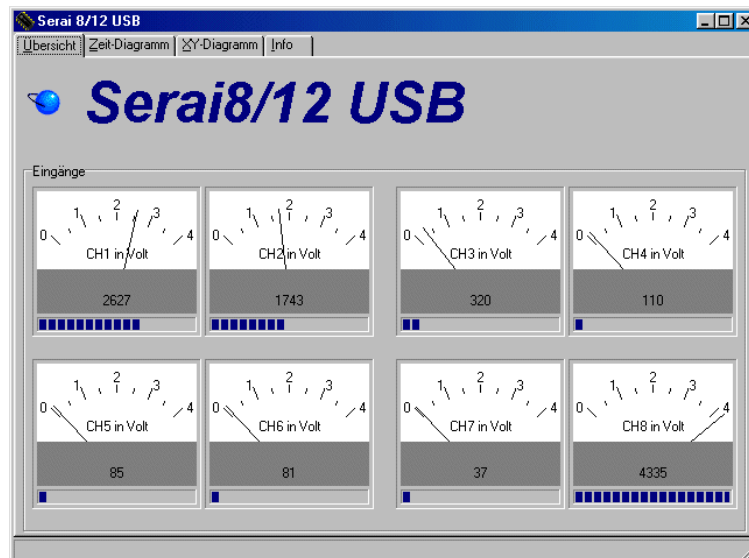 Serai 8/12 USB
Übersicht Zeit-Diagramm XY-Diagramm Info
Serai8/12 USB
Eingänge
0 1 2 3 4
CH1 in Volt
2627
0 1 2 3 4
CH2 in Volt
1743
0 1 2 3 4
CH3 in Volt
320
0 1 2 3 4
CH4 in Volt
110
0 1 2 3 4
CH5 in Volt
85
0 1 2 3 4
CH6 in Volt
81
0 1 2 3 4
CH7 in Volt
37
0 1 2 3 4
CH8 in Volt
4335